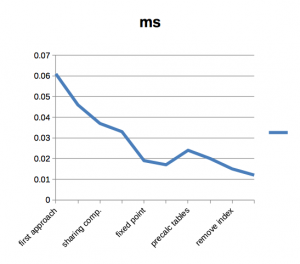 ms
0.07
0.06
0.05
0.04
0.03
0.02
0.01
0
first approach
sharing comp.
fixed point
precalc tables
remove index